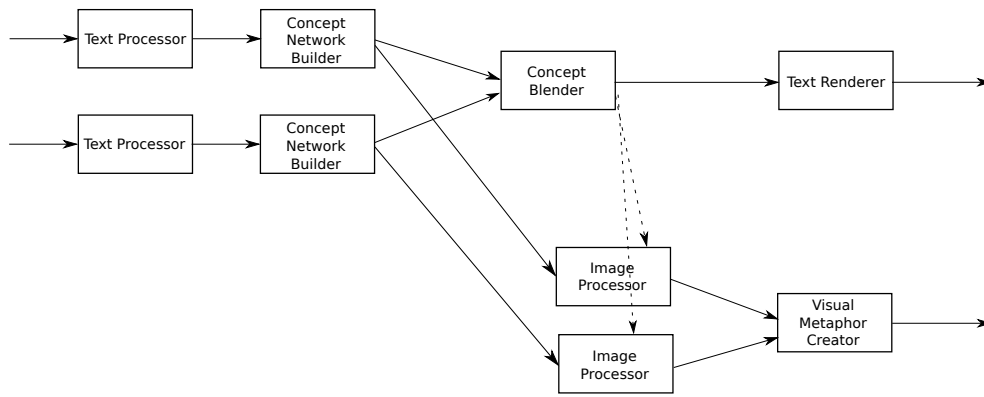 Text Processor
Concept
Network
Builder
Concept
Blender
Text Renderer
Text Processor
Concept
Network
Builder
Image
Processor
Visual
Metaphor
Creator
Image
Processor